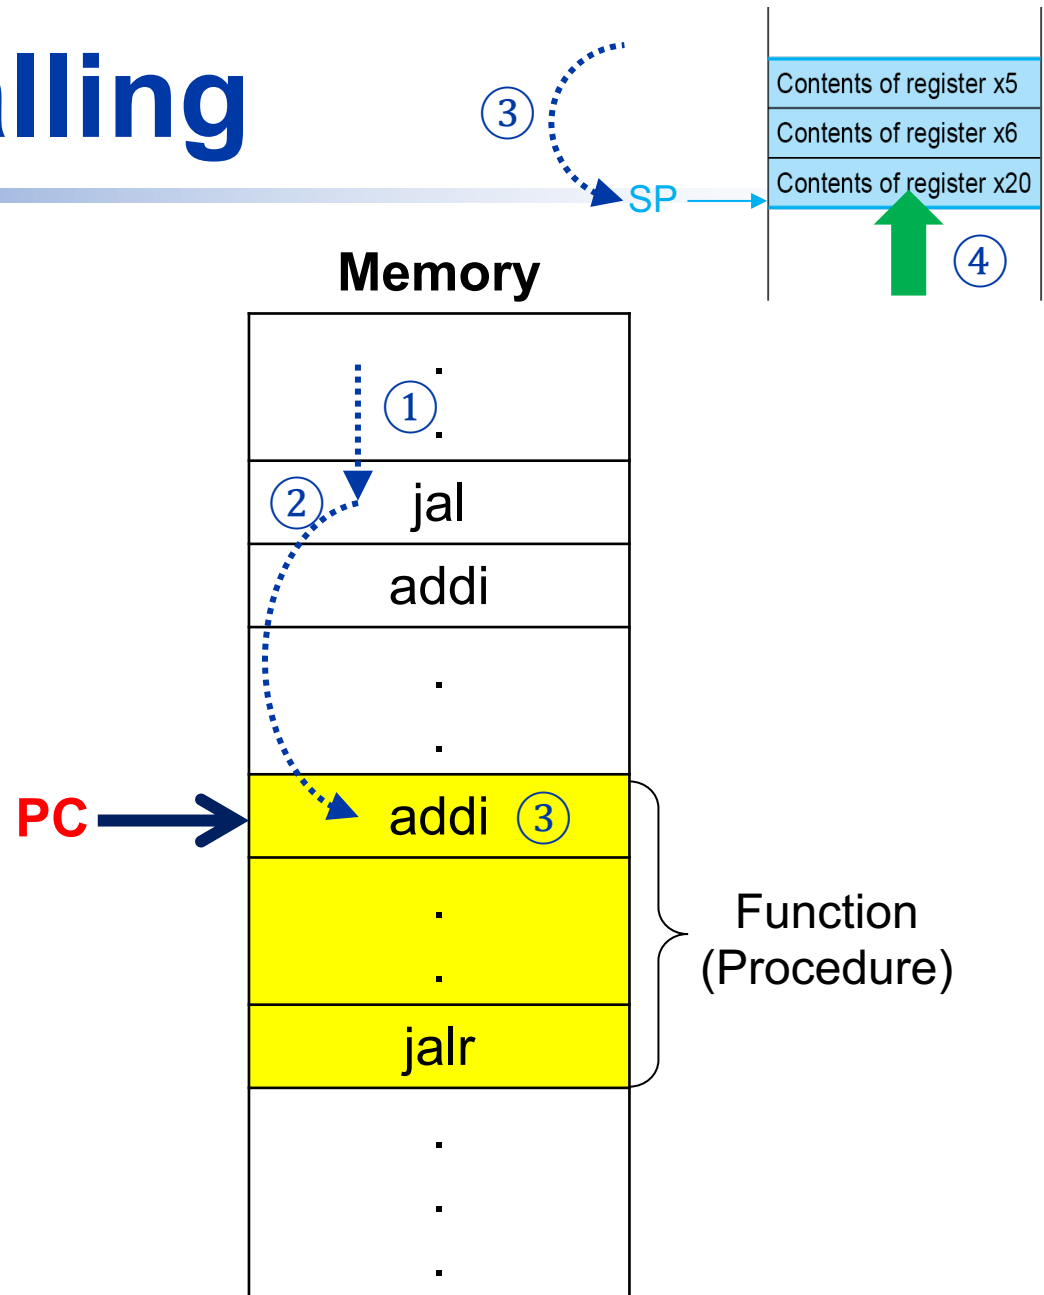 alling
③
Contents of register x5
Contents of register x6
Contents of register x20
SP
④
Memory
.
①
.
②
jal
addi
.
.
PC
addi ③
.
.
Function
(Procedure)
jalr
.
.
.